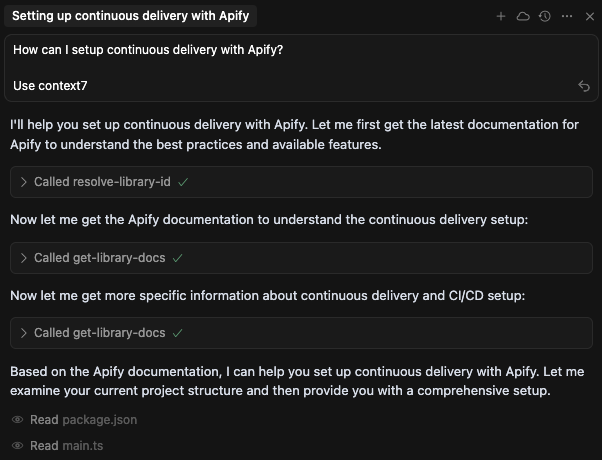 Setting up continuous delivery with Apify
How can I setup continuous delivery with Apify?
Use context7
I'll help you set up continuous delivery with Apify. Let me first get the latest documentation for
Apify to understand the best practices and available features.
Called resolve-library-id
Now let me get the Apify documentation to understand the continuous delivery setup:
Called get-library-docs
Now let me get more specific information about continuous delivery and CI/CD setup:
Called get-library-docs
Based on the Apify documentation, I can help you set up continuous delivery with Apify. Let me
examine your current project structure and then provide you with a comprehensive setup.
Read package.json
Read main.ts